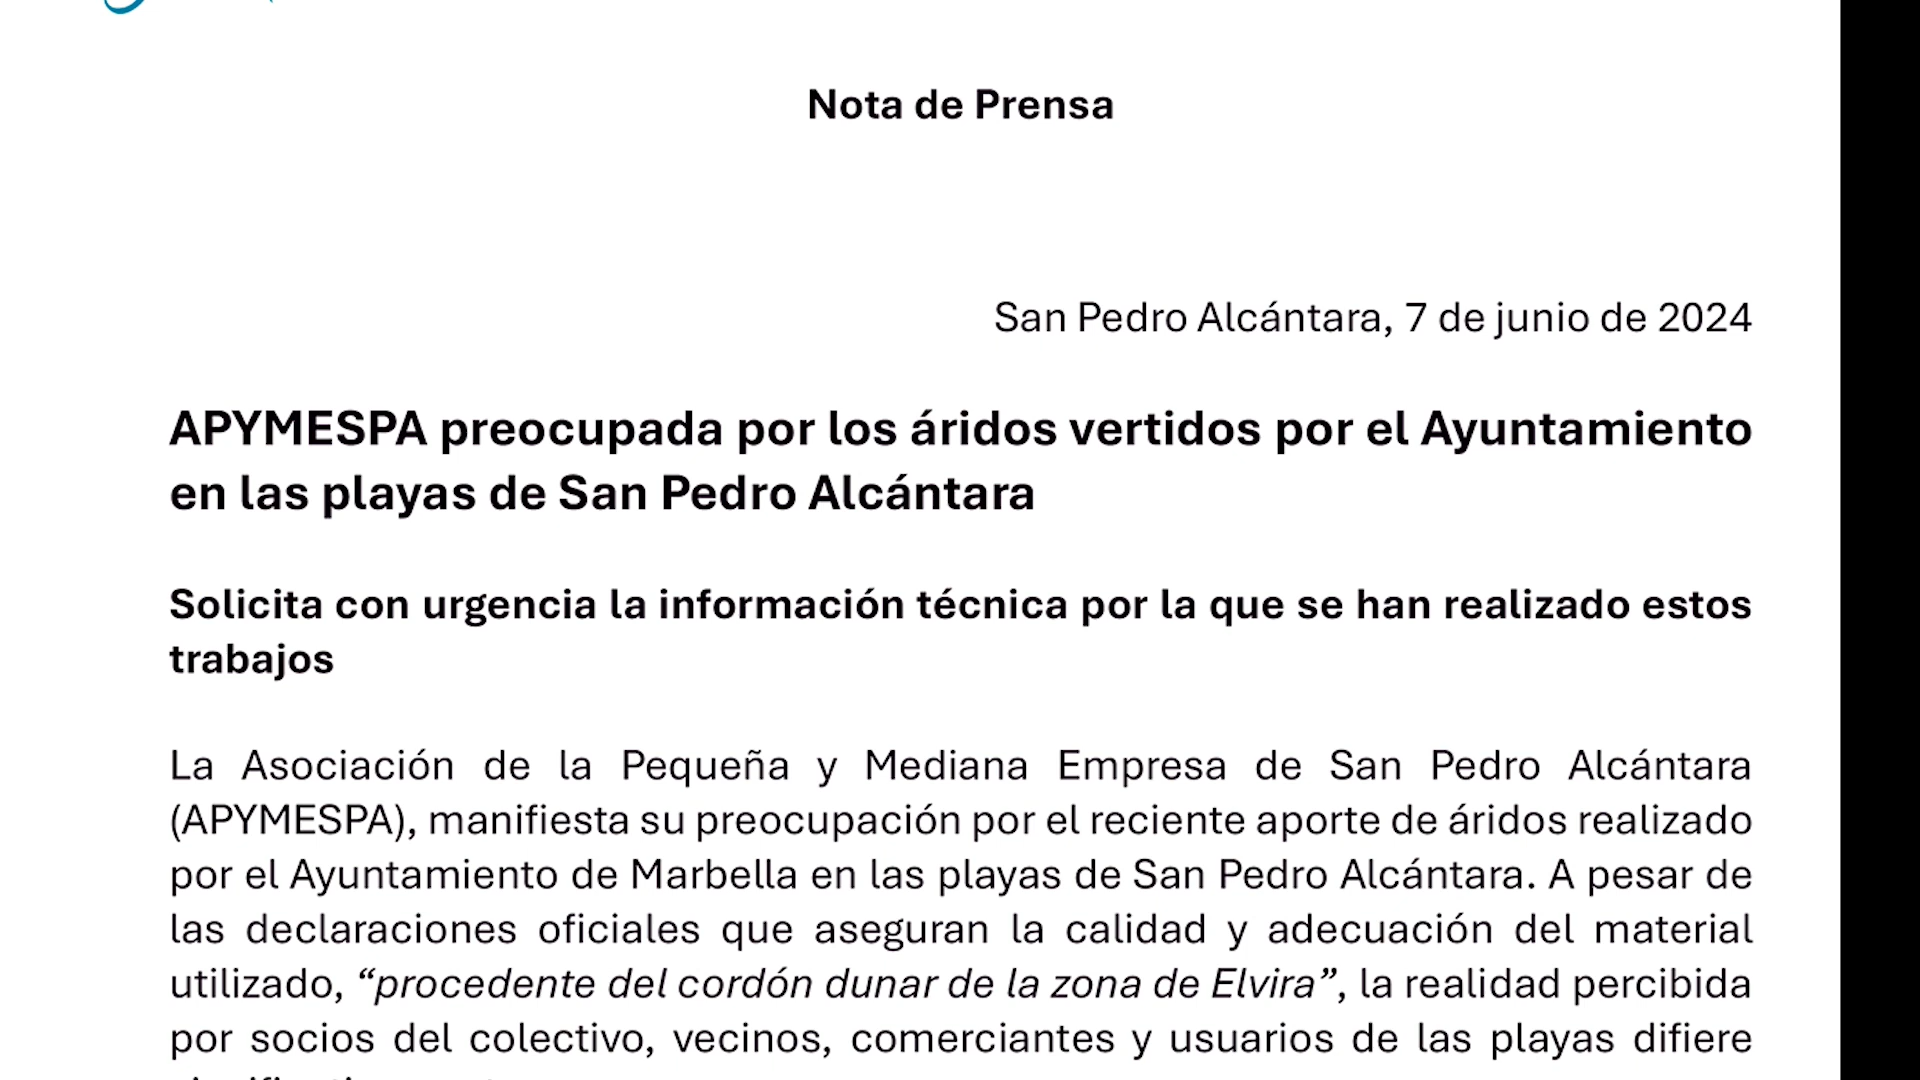 Nota de Prensa
San Pedro Alcántara, 7 de junio de 2024
APYMESPA preocupada por los áridos vertidos por el Ayuntamiento
en las playas de San Pedro Alcántara
Solicita con urgencia la información técnica por la que se han realizado estos
trabajos
La Asociación de la Pequeña y Mediana Empresa de San Pedro Alcántara
(APYMESPA), manifiesta su preocupación por el reciente aporte de áridos realizado
por el Ayuntamiento de Marbella en las playas de San Pedro Alcántara. A pesar de
las declaraciones oficiales que aseguran la calidad y adecuación del material
utilizado, “procedente del cordón dunar de la zona de Elvira”, la realidad percibida
por socios del colectivo, vecinos, comerciantes y usuarios de las playas difiere